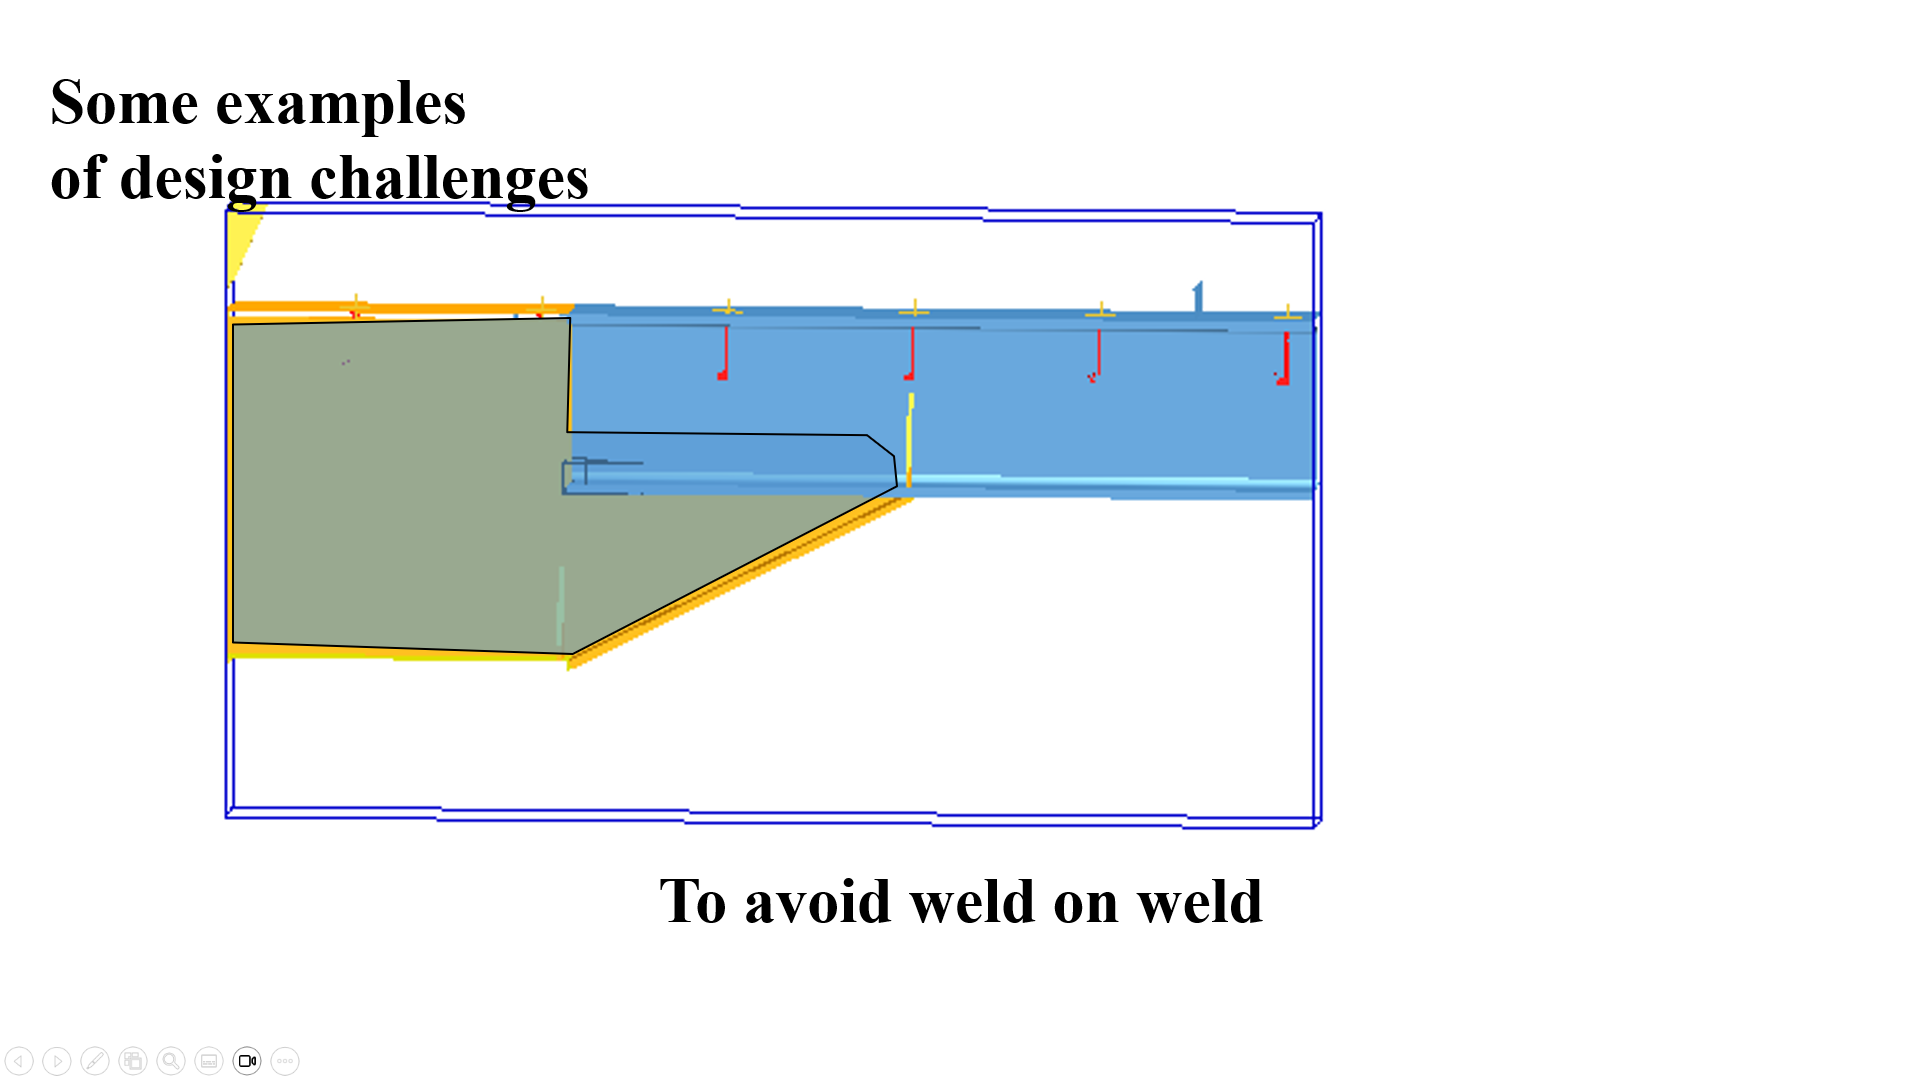 Some examples
of design challenges
To avoid weld on weld